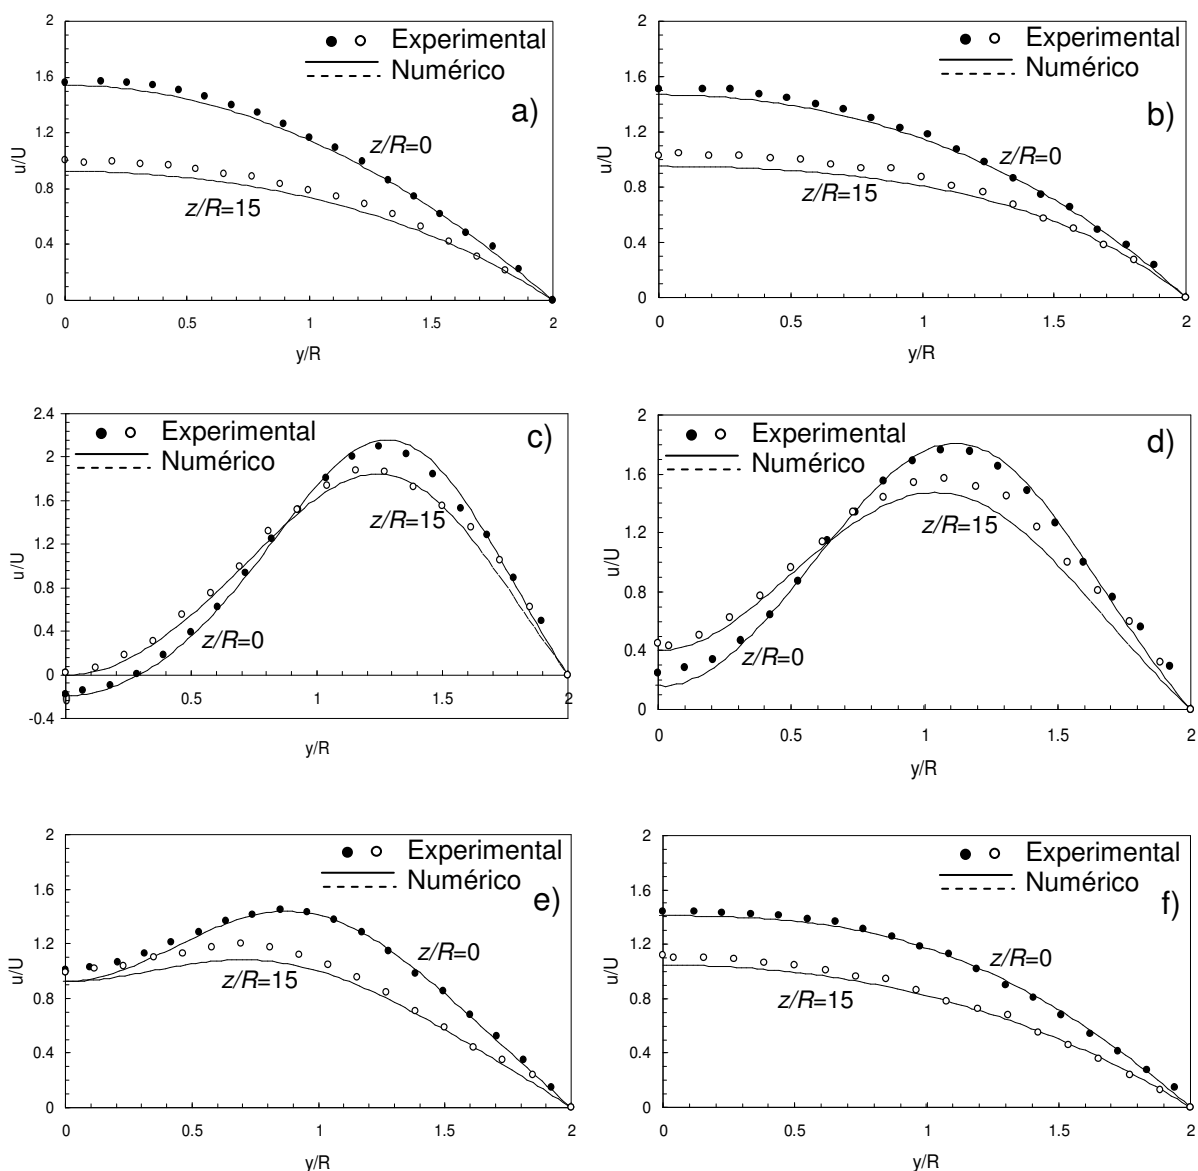 2
1.6
1.2
0.8
0.4
0
u/U
Experimental
Numérico
a)
z/R=0
z/R=15
0 0.5 1 1.5 2
y/R
2
1.6
1.2
0.8
0.4
0
u/U
Experimental
Numérico
b)
z/R=0
z/R=15
0 0.5 1 1.5 2
y/R
2.4
2
1.6
1.2
0.8
0.4
0
-0.4
u/U
Experimental
Numérico
c)
z/R=15
z/R=0
0 0.5 1 1.5 2
y/R
2
1.6
1.2
0.8
0.4
0
u/U
Experimental
Numérico
d)
z/R=15
z/R=0
0 0.5 1 1.5 2
y/R
2
1.6
1.2
0.8
0.4
0
u/U
Experimental
Numérico
e)
z/R=0
z/R=15
0 0.5 1 1.5 2
y/R
2
1.6
1.2
0.8
0.4
0
u/U
Experimental
Numérico
f)
z/R=0
z/R=15
0 0.5 1 1.5 2
y/R